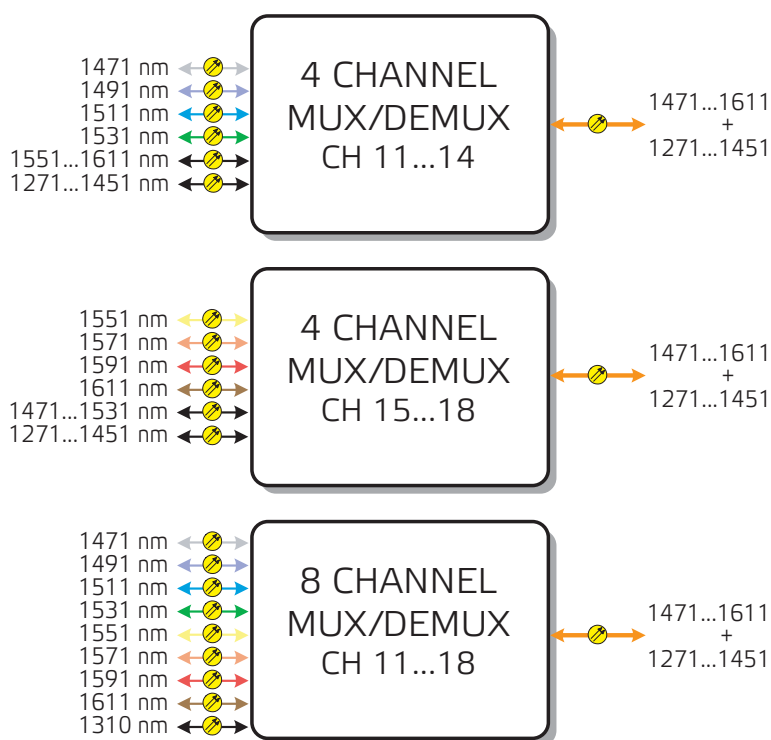 1471 nm
1491 nm
1511 nm
1531 nm
1551...1611 nm
1271...1451 nm
4 CHANNEL
MUX/DEMUX
CH 11...14
1471...1611
+
1271...1451
1551 nm
1571 nm
1591 nm
1611 nm
1471...1531 nm
1271...1451 nm
4 CHANNEL
MUX/DEMUX
CH 15...18
1471...1611
+
1271...1451
1471 nm
1491 nm
1511 nm
1531 nm
1551 nm
1571 nm
1591 nm
1611 nm
1310 nm
8 CHANNEL
MUX/DEMUX
CH 11...18
1471...1611
+
1271...1451